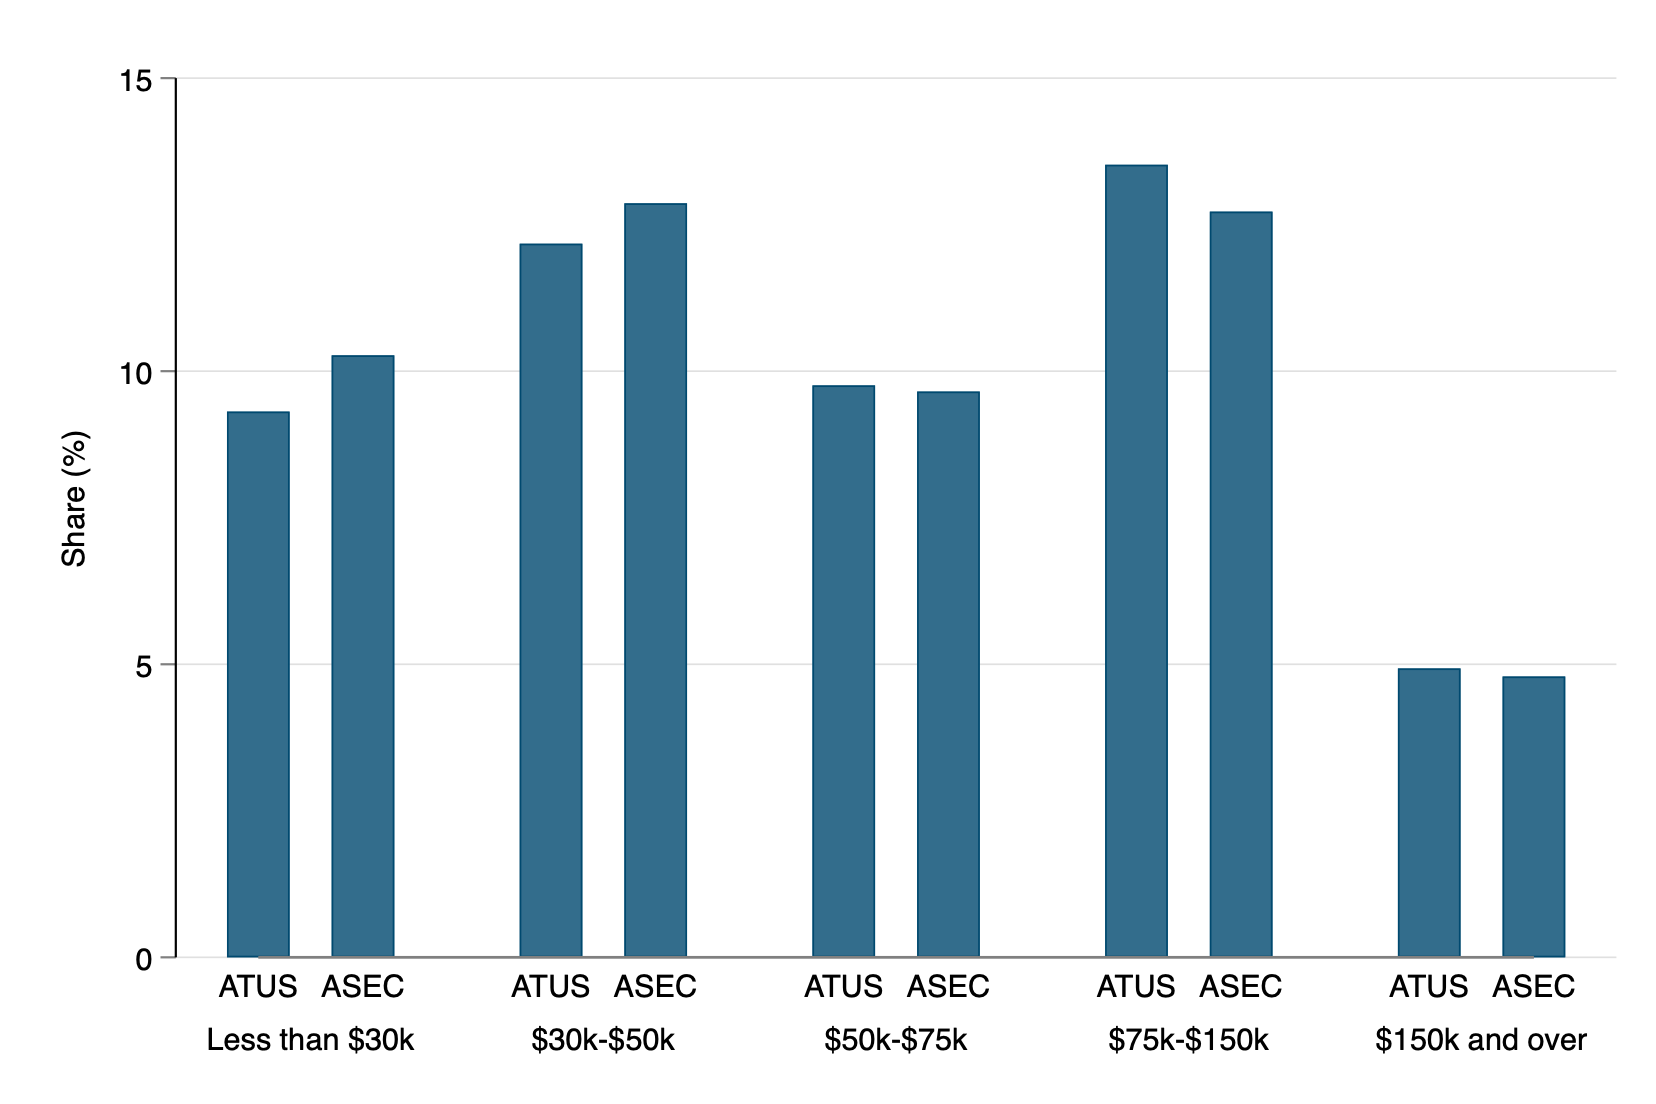 15
10
5
0
Share (%)
ATUS ASEC ATUS ASEC ATUS ASEC ATUS ASEC ATUS ASEC
Less than $30k $30k-$50k $50k-$75k $75k-$150k $150k and over